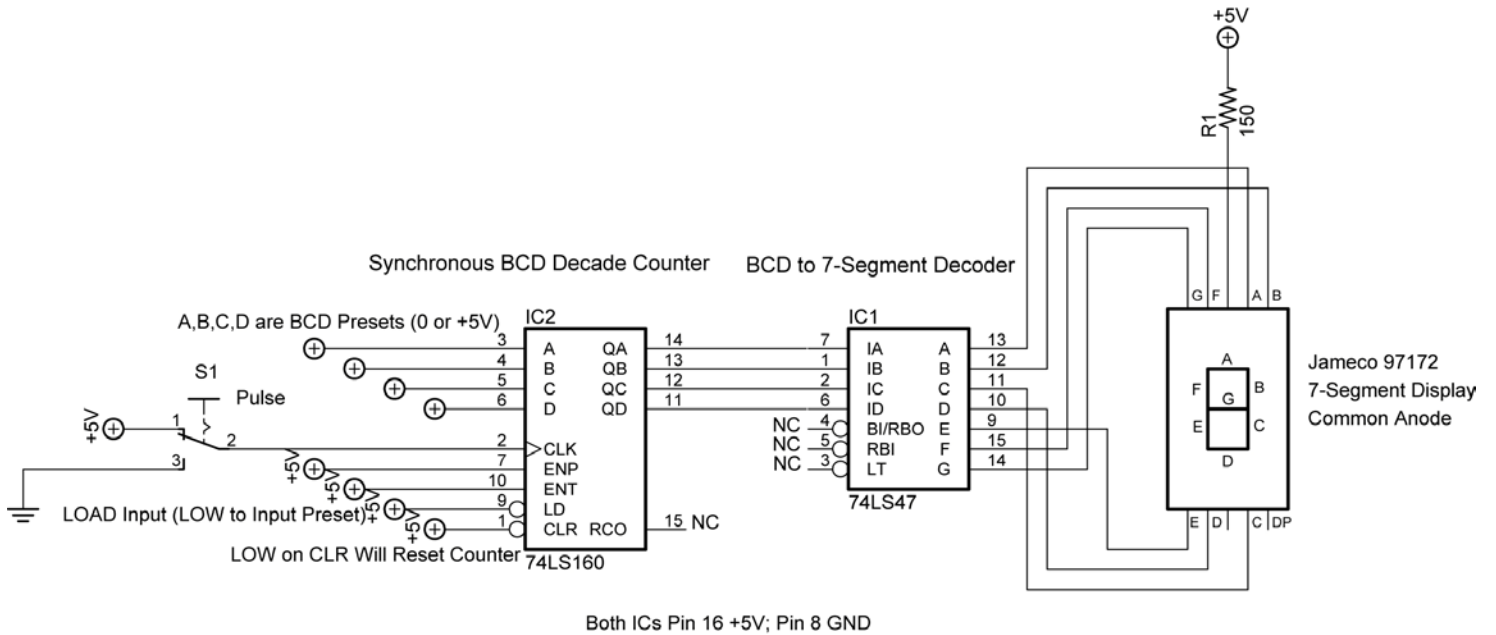 +5V
R1
150
Synchronous BCD Decade Counter
BCD to 7-Segment Decoder
G F A B
A,B,C,D are BCD Presets (0 or +5V)
IC2
IC1
3 A QA 14 7 IA A 13
4 B QB 13 1 IB B 12
5 C QC 12 2 IC C 11
6 D QD 11 6 ID D 10
S1
Pulse
+5V
1
2
3
2 CLK
NC 4 BI/RBO E 9
+5V 7 ENP
NC 5 RBI F 15
+5V 10 ENT
NC 3 LT G 14
+5V 9 LD
LOAD Input (LOW to Input Preset)
+5V 1 CLR RCO 15 NC
LOW on CLR Will Reset Counter
74LS160
74LS47
A
F B
G
E C
D
Jameco 97172
7-Segment Display
Common Anode
E D C DP
Both ICs Pin 16 +5V; Pin 8 GND